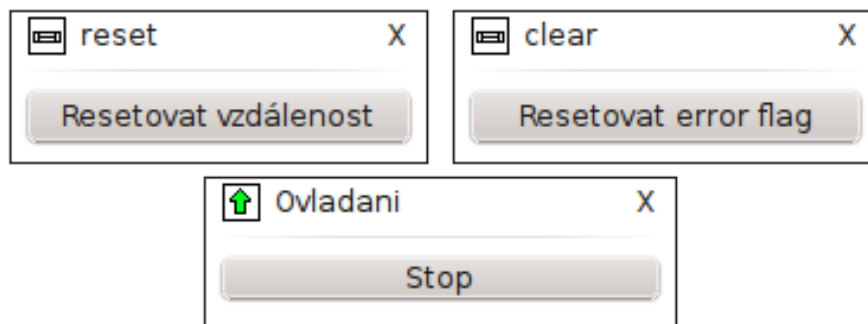 reset X
Resetovat vzdálenost
clear X
Resetovat error flag
Ovladani X
Stop